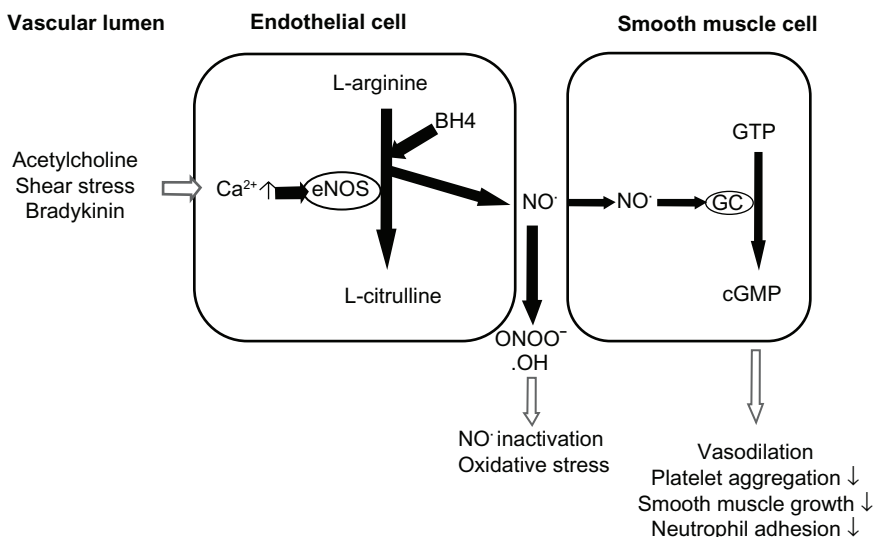 Vascular lumen
Endothelial cell
Smooth muscle cell
L-arginine
BH4
GTP
Acetylcholine
Shear stress
Bradykinin
Ca²⁺↑
eNOS
NO·
NO·
GC
L-citrulline
cGMP
ONOO⁻
.OH
NO· inactivation
Oxidative stress
Vasodilation
Platelet aggregation ↓
Smooth muscle growth ↓
Neutrophil adhesion ↓